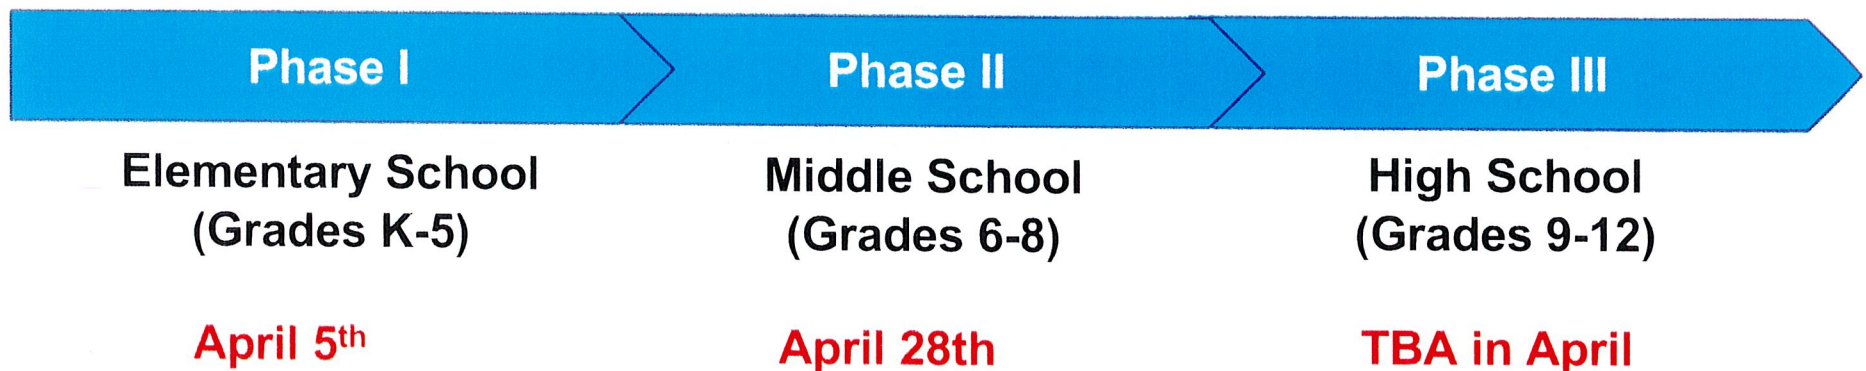 Phase I
Phase II
Phase III
Elementary School
(Grades K-5)
Middle School
(Grades 6-8)
High School
(Grades 9-12)
April 5th
April 28th
TBA in April